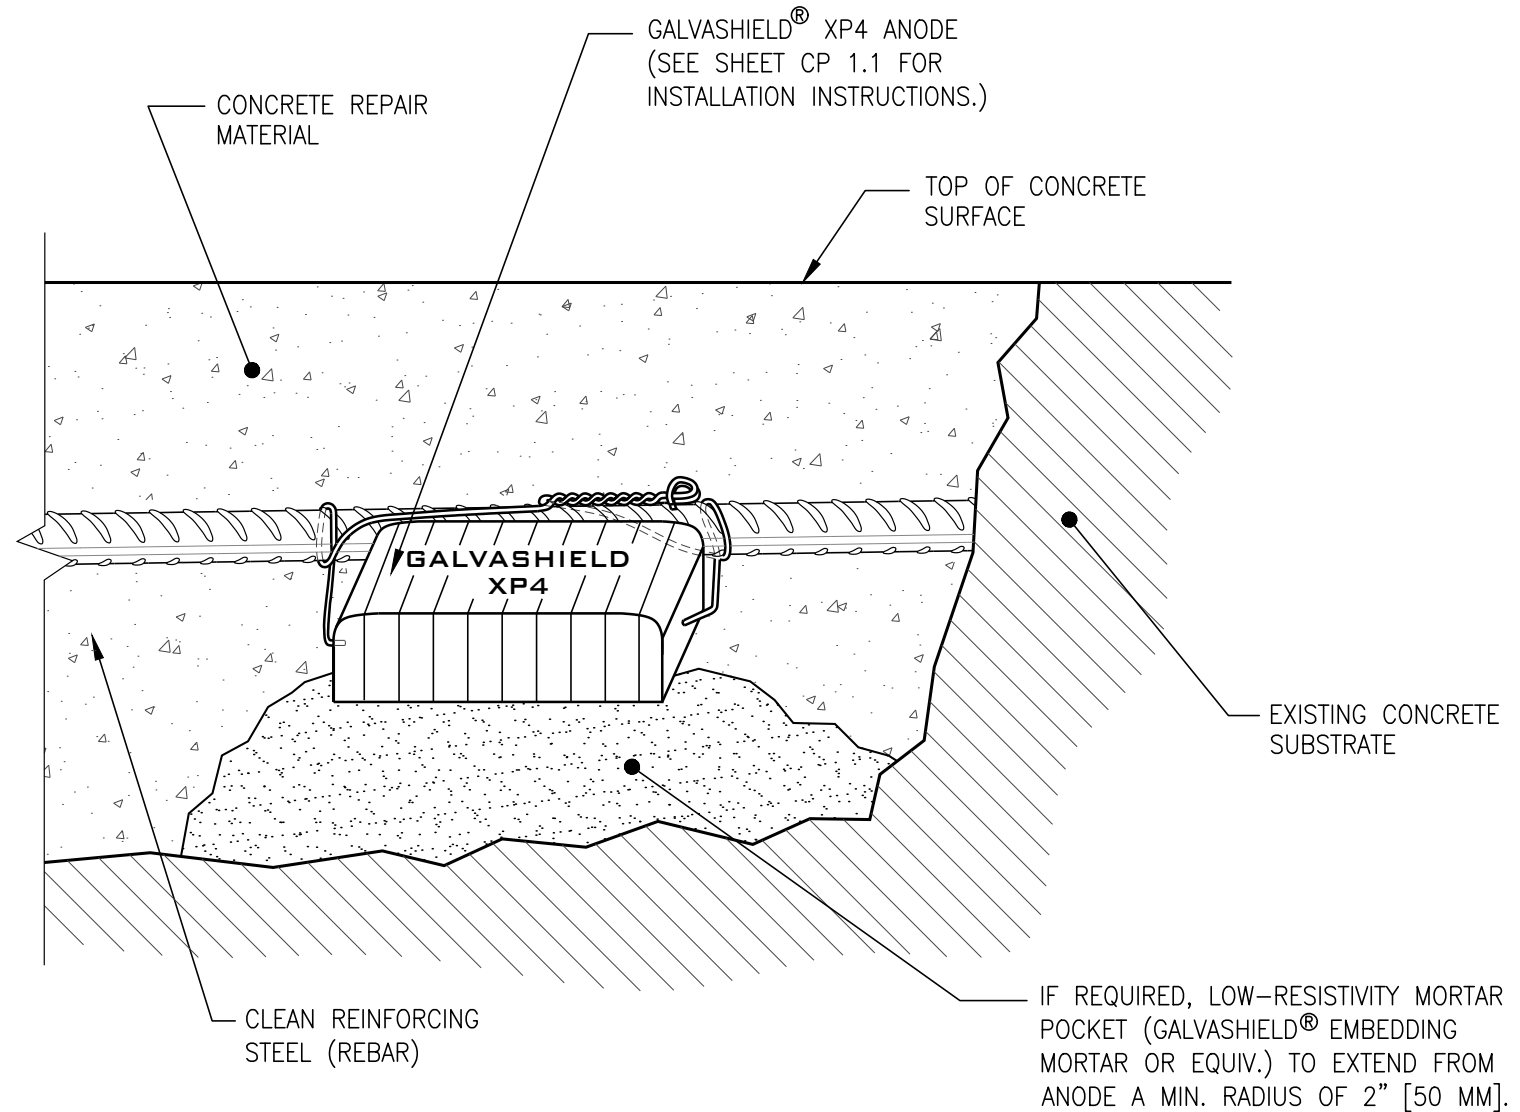 GALVASHIELD® XP4 ANODE
(SEE SHEET CP 1.1 FOR
INSTALLATION INSTRUCTIONS.)
CONCRETE REPAIR
MATERIAL
TOP OF CONCRETE
SURFACE
GALVASHIELD
XP4
EXISTING CONCRETE
SUBSTRATE
CLEAN REINFORCING
STEEL (REBAR)
IF REQUIRED, LOW-RESISTIVITY MORTAR
POCKET (GALVASHIELD® EMBEDDING
MORTAR OR EQUIV.) TO EXTEND FROM
ANODE A MIN. RADIUS OF 2" [50 MM].